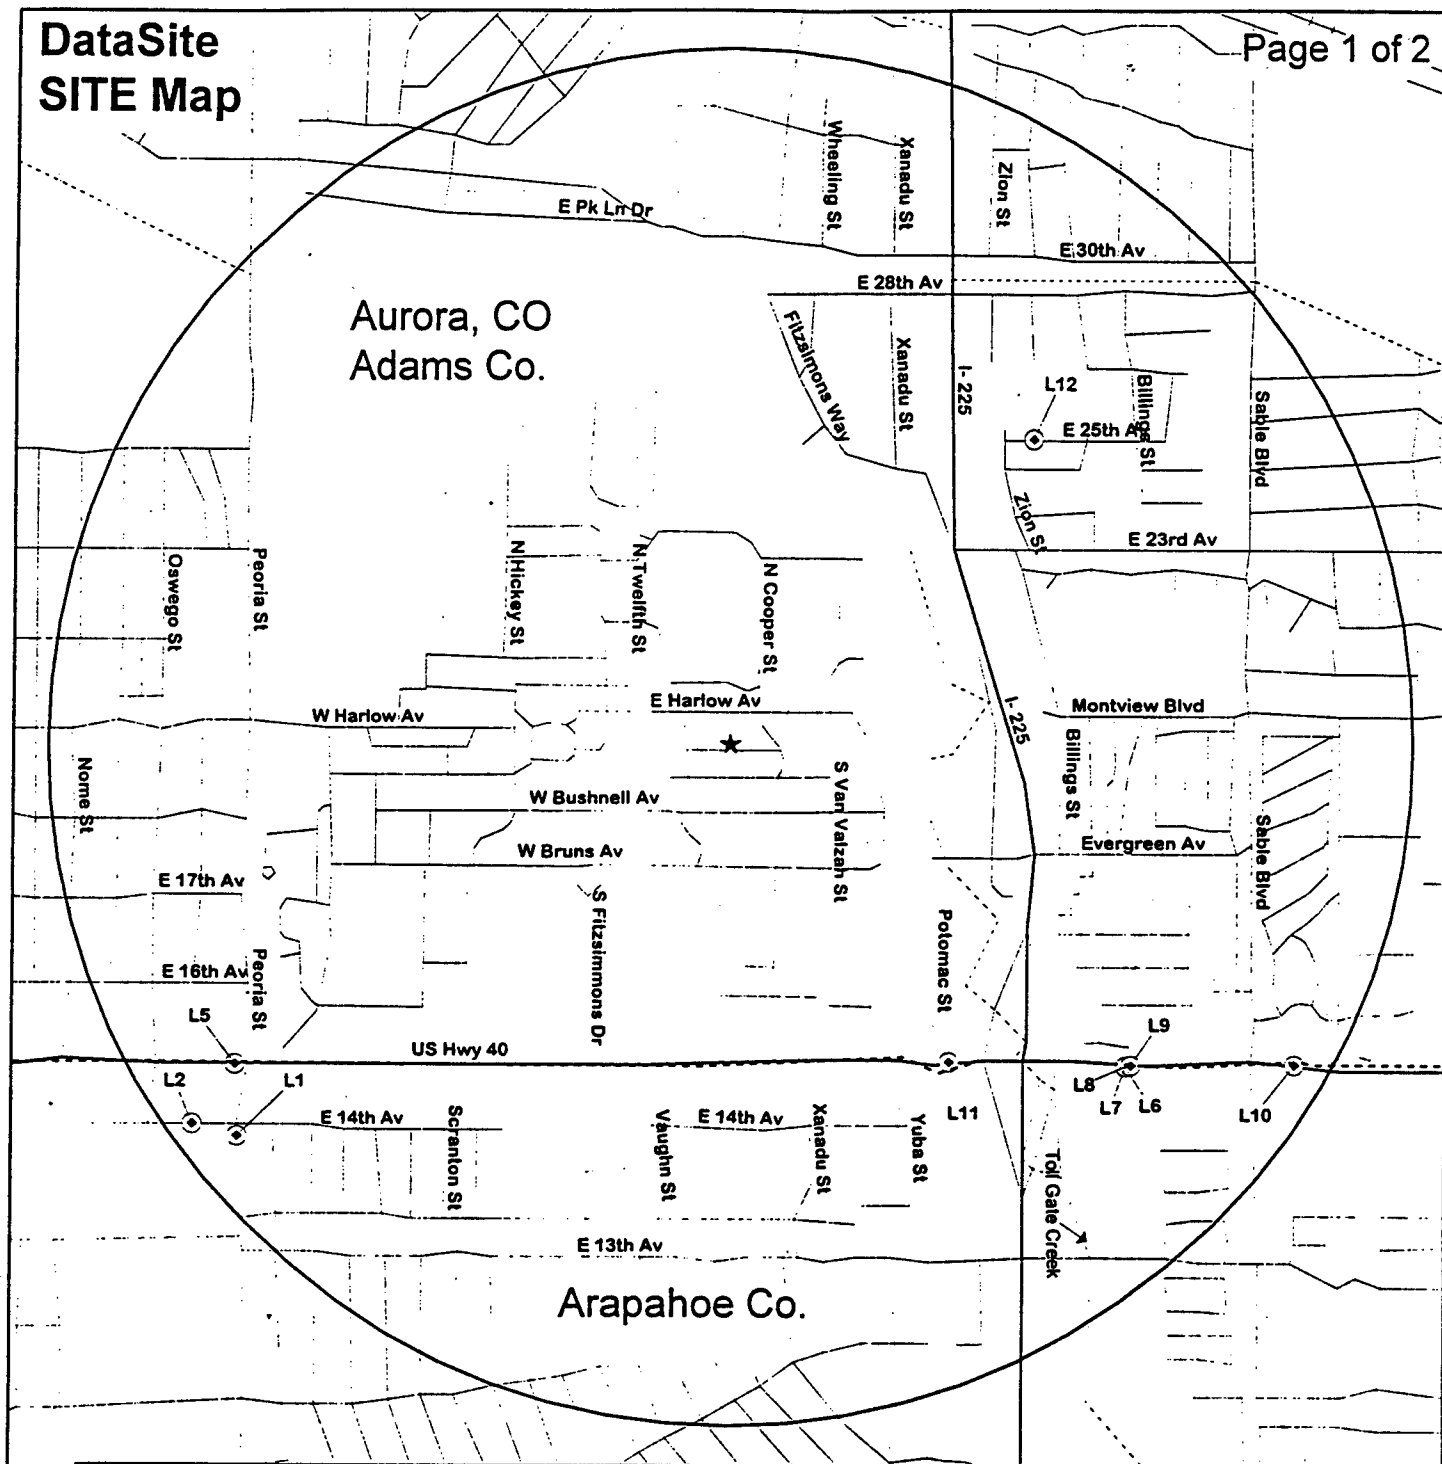 DataSite
SITE Map
Page 1 of 2
Wheeling St
Xanadu St
Zion St
E Pk Ln Dr
E 30th Av
E 28th Av
Aurora, CO
Adams Co.
Fitzsimons Way
Xanadu St
I- 225
L12
Billings St
Sable Blvd
E 25th A
Zion St
E 23rd Av
Oswego St
Peoria St
N Hickey St
N Twelfth St
N Cooper St
W Harlow Av
E Harlow Av
I- 225
Montview Blvd
Nome St
S Van Valzah St
Billings St
W Bushnell Av
Sable Blvd
W Bruns Av
Evergreen Av
E 17th Av
S Fitzsimmons Dr
Potomac St
E 16th Av
Peoria St
L5
US Hwy 40
L9
L2
L1
L8
L7
L6
L11
L10
E 14th Av
Scranton St
Vaughn St
E 14th Av
Xanadu St
Yuba St
Toll Gate Creek
E 13th Av
Arapahoe Co.